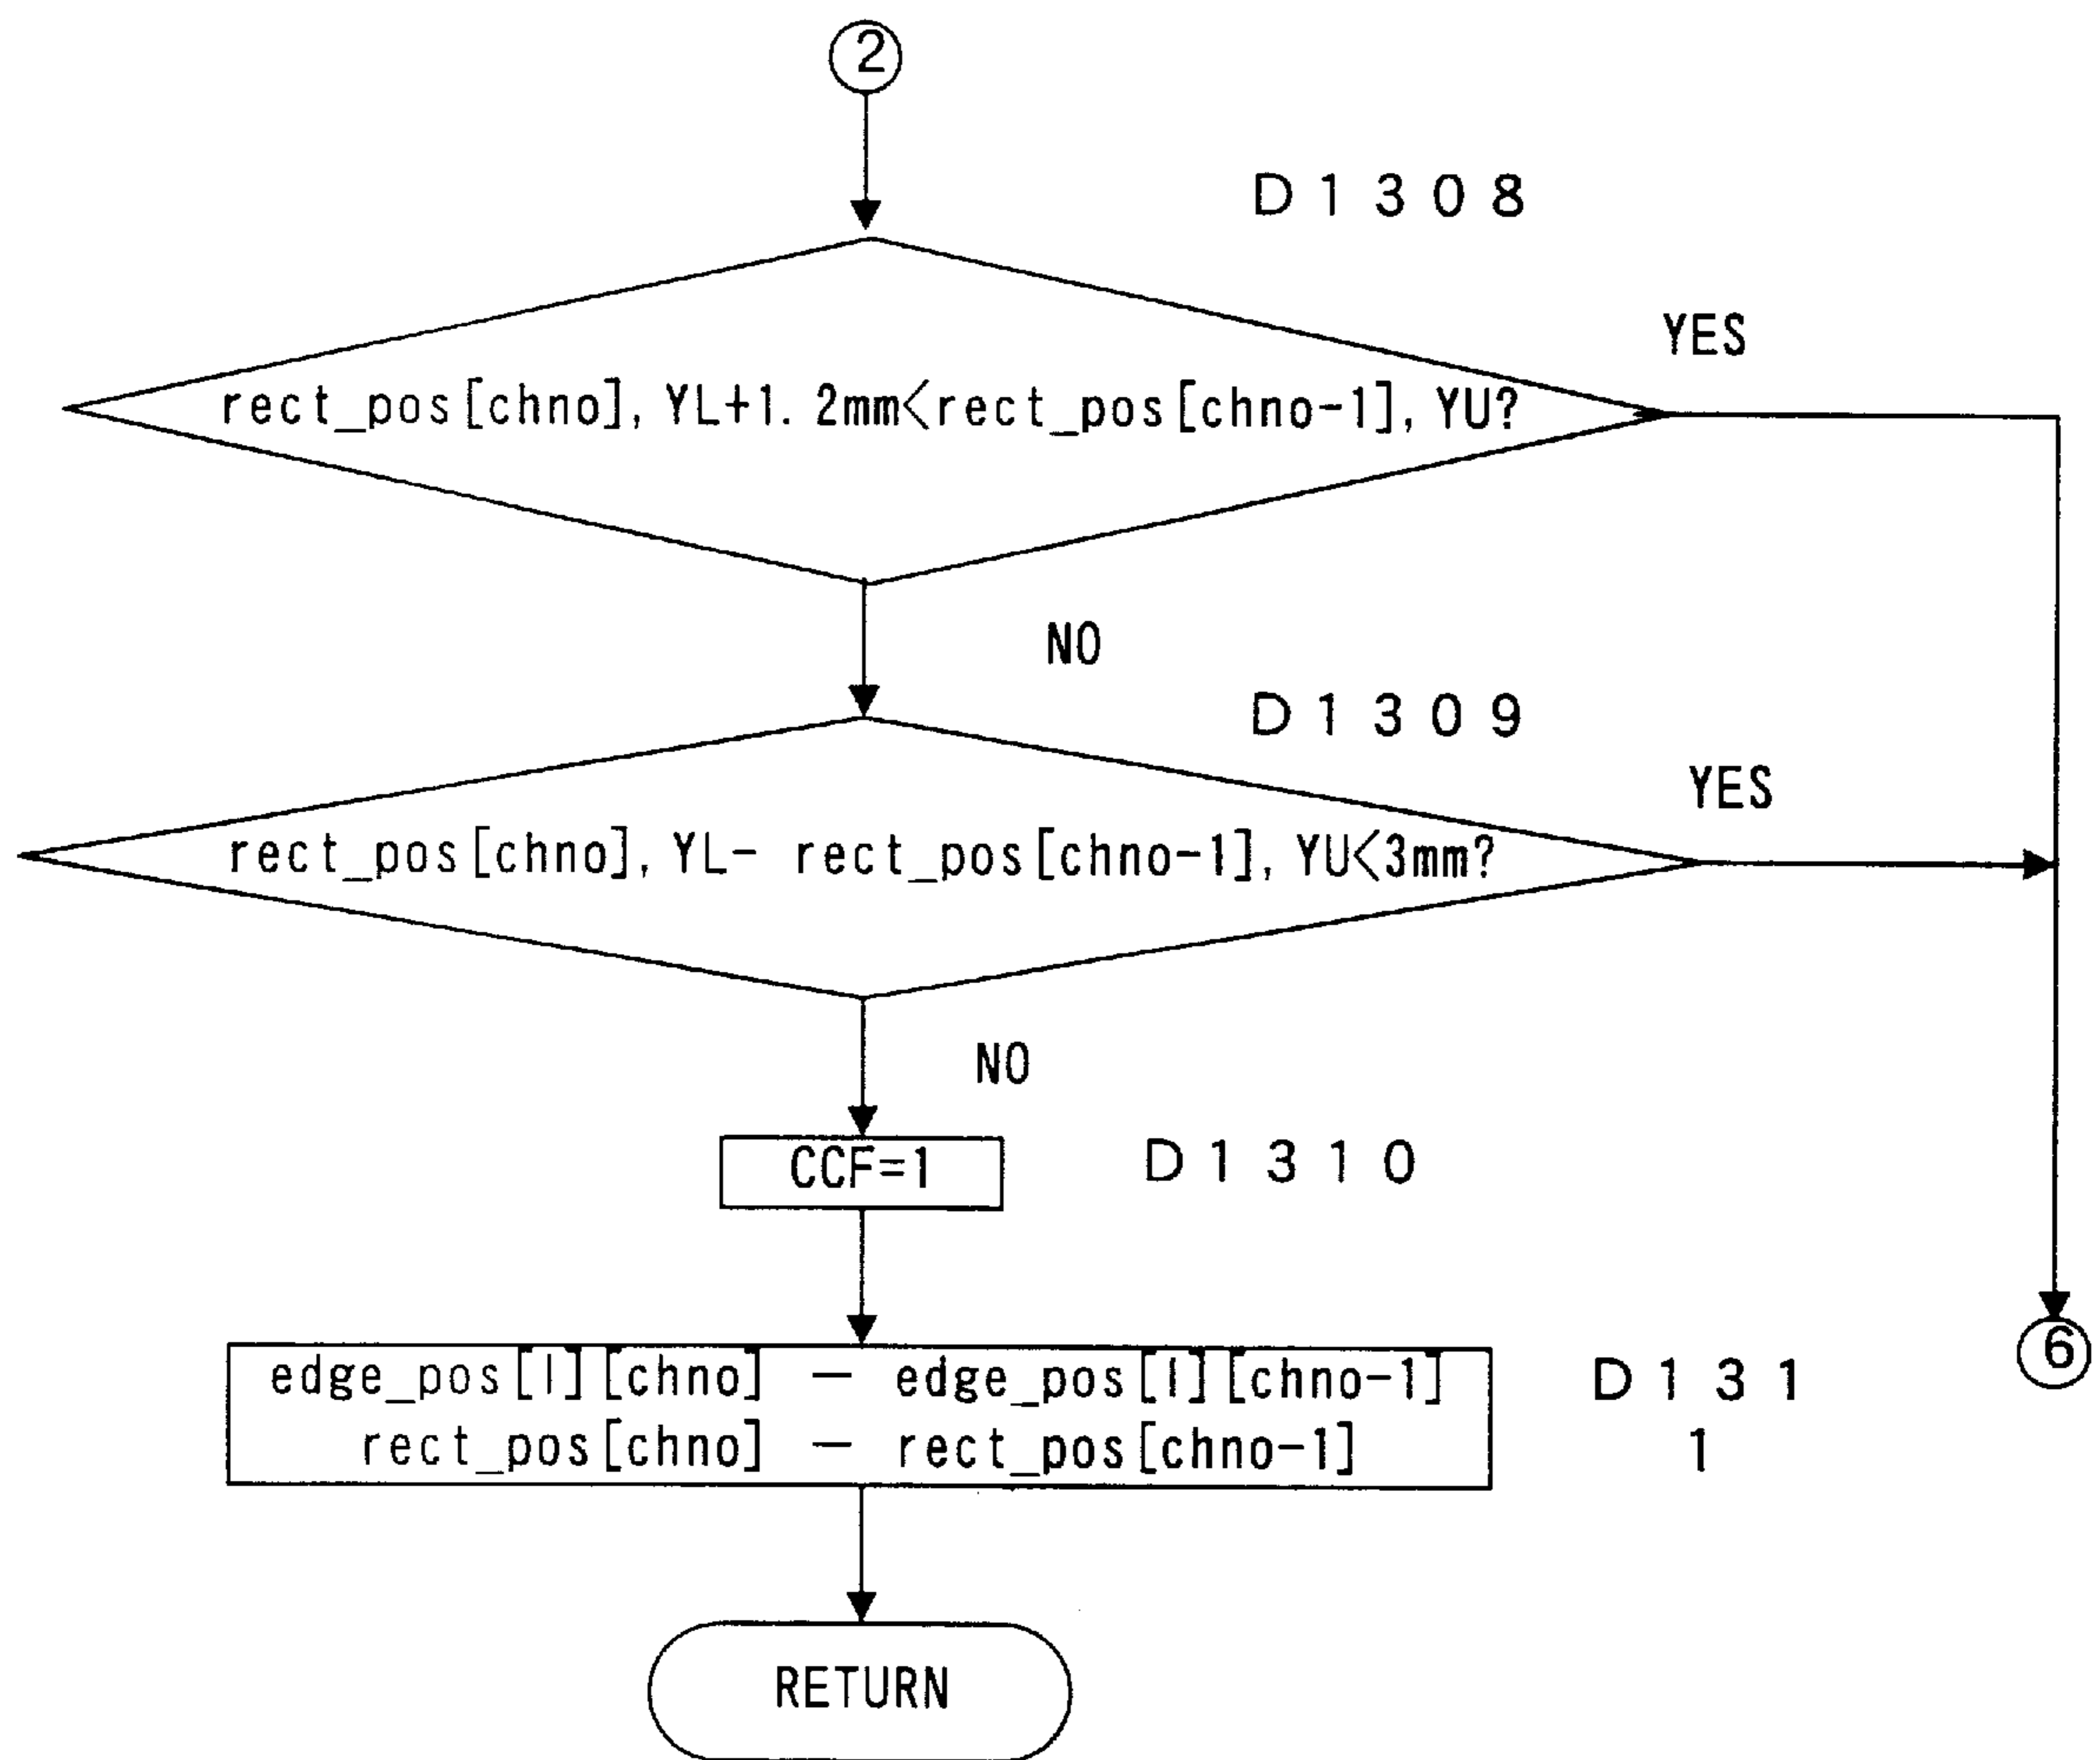 2
D1308
YES
rect_pos[chno], YL+1. 2mm<rect_pos[chno-1], YU?
NO
D1309
YES
rect_pos[chno], YL- rect_pos[chno-1], YU<3mm?
NO
CCF=1
D1310
6
edge_pos[I][chno] — edge_pos[I][chno-1]
D131
rect_pos[chno] — rect_pos[chno-1]
1
RETURN